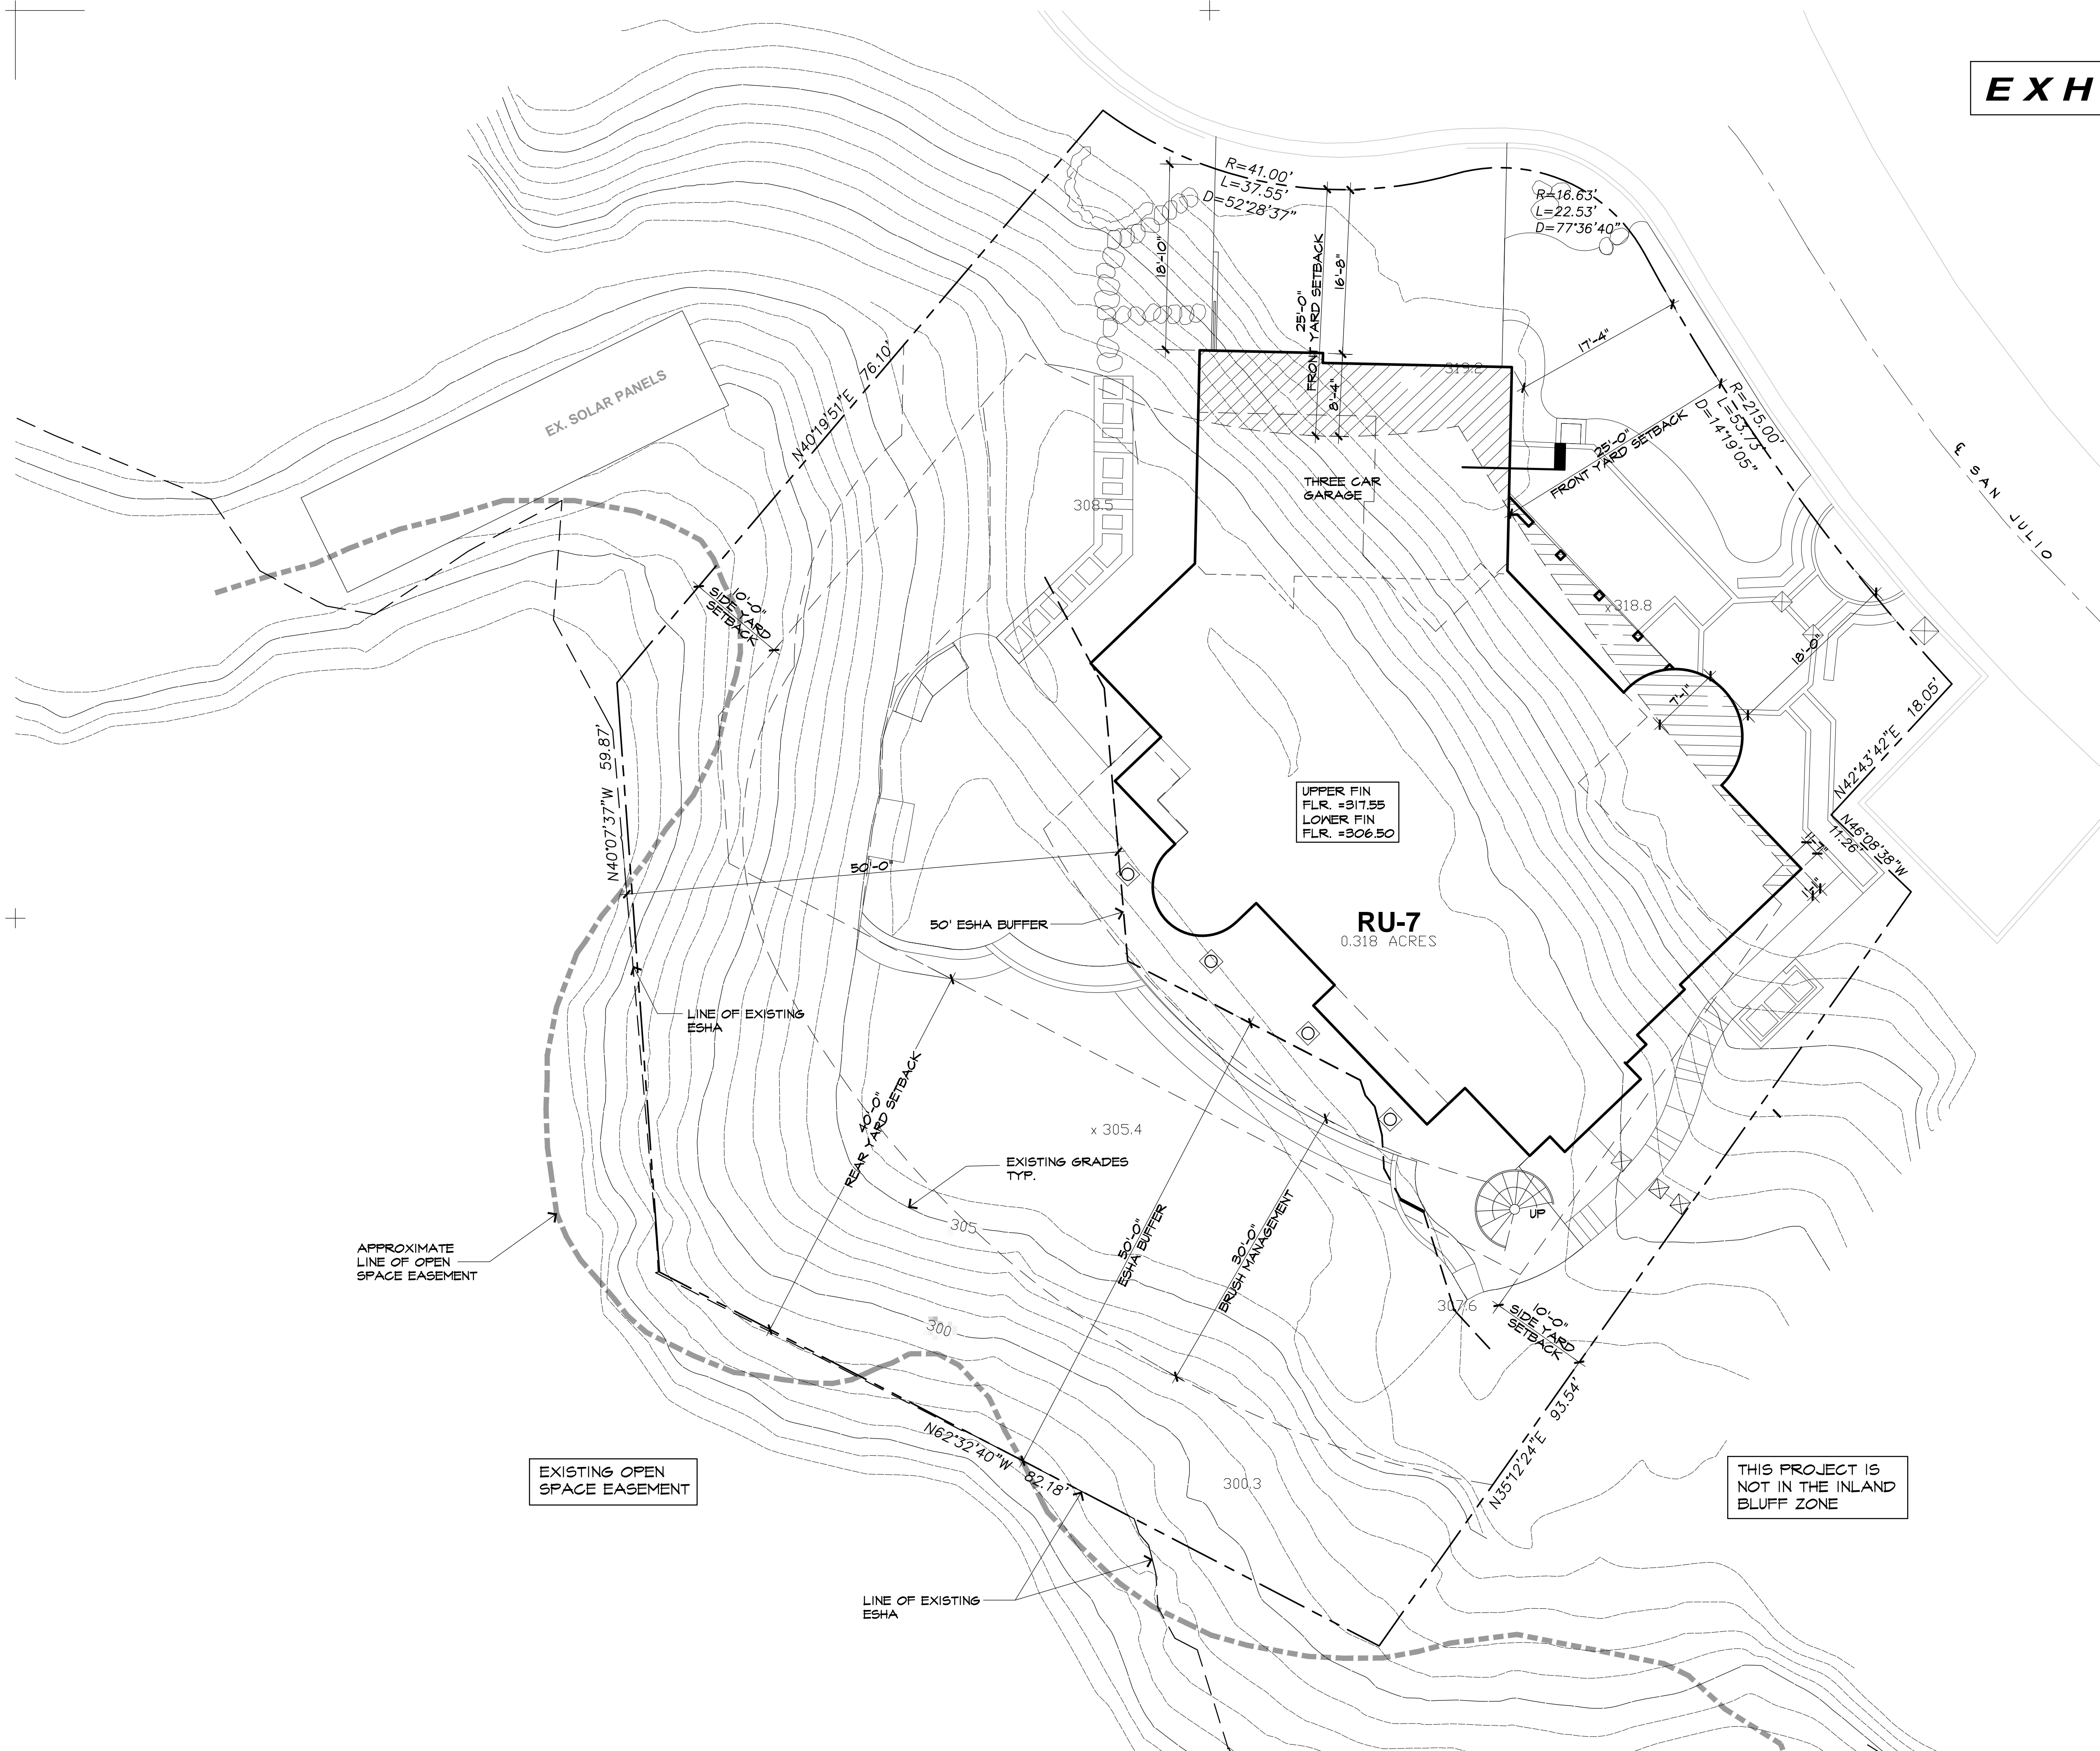 EXH
R=41.00'
L=37.55'
D=52°28'37"
R=16.63'
L=22.53'
D=77°36'40"
18'-10"
25'-0"
FRONT YARD SETBACK
16'-8"
8'-4"
17'-4"
319.2
76.10'
N40°19'51"E
EX. SOLAR PANELS
R=215.00'
L=53.73'
D=14°19'05"
25'-0"
FRONT YARD SETBACK
℄ SAN JULIO
THREE CAR
GARAGE
308.5
10'-0"
SIDE YARD
SETBACK
x 318.8
18'-0"
7'-1"
N42°43'42"E 18.05'
N40°07'37"W 59.87'
UPPER FIN
FLR. =317.55
LOWER FIN
FLR. =306.50
N46°08'38"W
11.26'
50'-0"
50' ESHA BUFFER
RU-7
0.318 ACRES
LINE OF EXISTING
ESHA
40'-0"
REAR YARD SETBACK
x 305.4
EXISTING GRADES
TYP.
305
50'-0"
ESHA BUFFER
30'-0"
BRUSH MANAGEMENT
UP
APPROXIMATE
LINE OF OPEN
SPACE EASEMENT
300
307.6
10'-0"
SIDE YARD
SETBACK
N35°12'24"E 93.54'
N62°32'40"W 82.18'
EXISTING OPEN
SPACE EASEMENT
300.3
THIS PROJECT IS
NOT IN THE INLAND
BLUFF ZONE
LINE OF EXISTING
ESHA